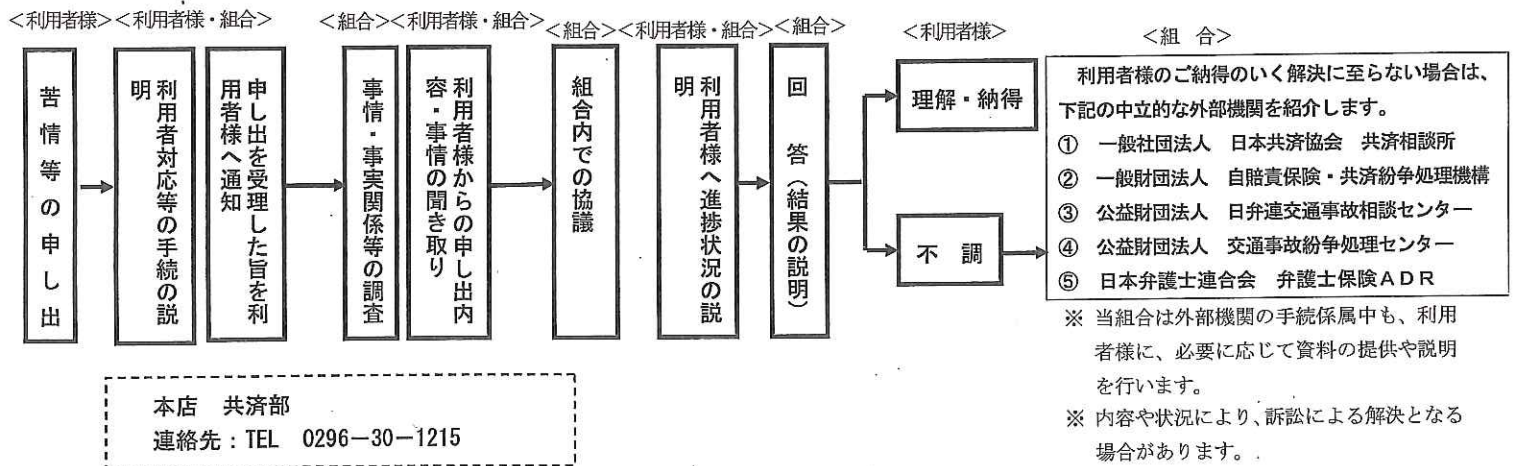 ＜利用者様＞
＜利用者様・組合＞
＜組合＞
＜利用者様・組合＞
＜組合＞
＜利用者様・組合＞
＜組合＞
＜利用者様＞
＜組　合＞
苦情等の申し出
利用者対応等の手続の説
明
申し出を受理した旨を利
用者様へ通知
事情・事実関係等の調査
利用者様からの申し出内
容・事情の聞き取り
組合内での協議
利用者様へ進捗状況の説
明
回　答（結果の説明）
理解・納得
不　調
利用者様のご納得のいく解決に至らない場合は、
下記の中立的な外部機関を紹介します。
①　一般社団法人　日本共済協会　共済相談所
②　一般財団法人　自賠責保険・共済紛争処理機構
③　公益財団法人　日弁連交通事故相談センター
④　公益財団法人　交通事故紛争処理センター
⑤　日本弁護士連合会　弁護士保険ＡＤＲ
※ 当組合は外部機関の手続係属中も、利用
者様に、必要に応じて資料の提供や説明
を行います。
※ 内容や状況により、訴訟による解決となる
場合があります。
本店　共済部
連絡先：TEL　0296－30－1215